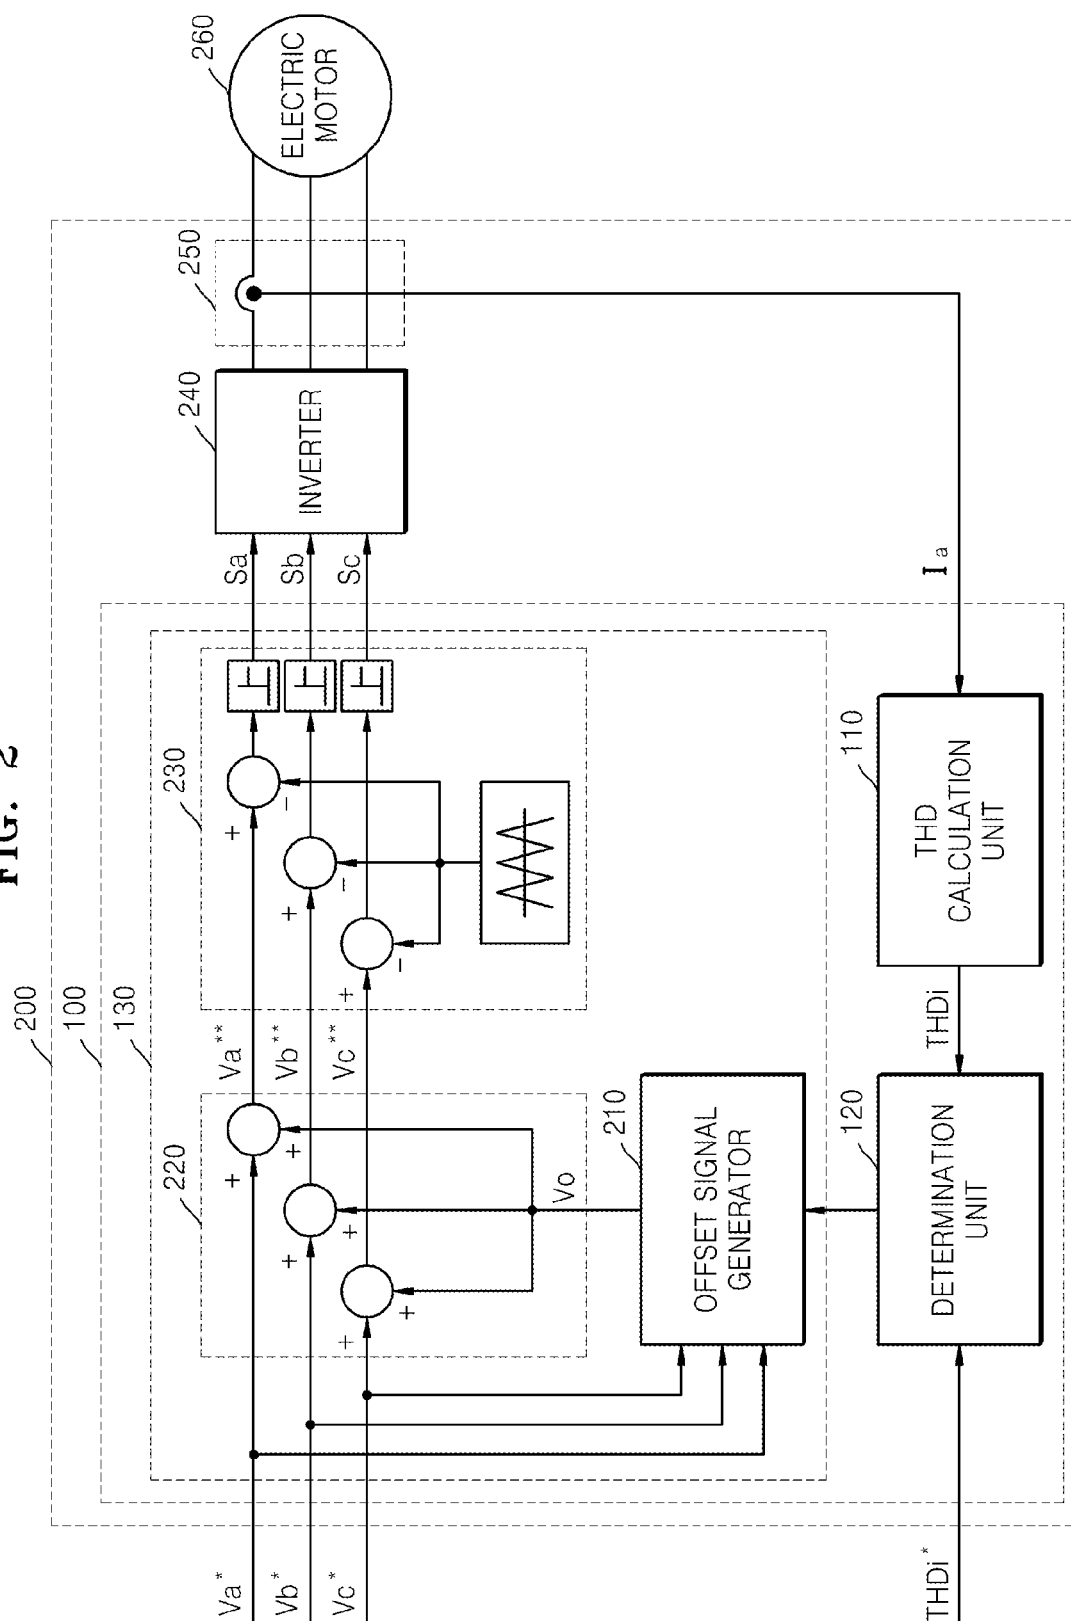 FIG. 2
200
100
130
220
230
240
250
260
Va*
Vb*
Vc*
+
+
+
+
+
+
Va**
Vb**
Vc**
+
−
+
−
+
−
Sa
Sb
Sc
INVERTER
ELECTRIC
MOTOR
Vo
210
OFFSET SIGNAL
GENERATOR
THDi*
120
DETERMINATION
UNIT
THDi
110
THD
CALCULATION
UNIT
Ia